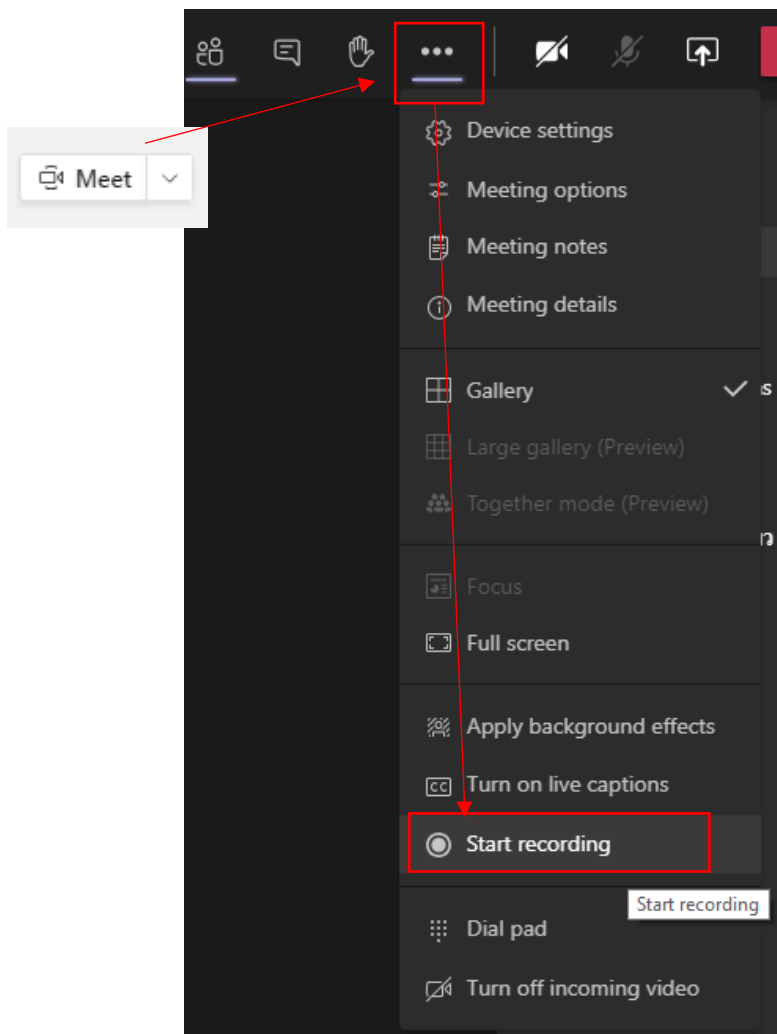 Meet
Device settings
Meeting options
Meeting notes
Meeting details
Gallery
s
Large gallery (Preview)
Together mode (Preview)
Focus
Full screen
Apply background effects
CC
Turn on live captions
Start recording
Start recording
Dial pad
Turn off incoming video